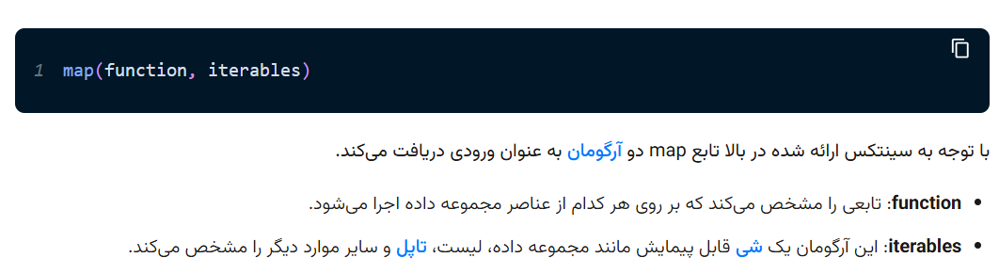 1 map(function, iterables)
با توجه به سینتکس ارائه شده در بالا تابع map دو آرگومان به عنوان ورودی دریافت می‌کند.
• function: تابعی را مشخص می‌کند که بر روی هر کدام از عناصر مجموعه داده اجرا می‌شود.
• iterables: این آرگومان یک شی قابل پیمایش مانند مجموعه داده، لیست، تاپل و سایر موارد دیگر را مشخص می‌کند.